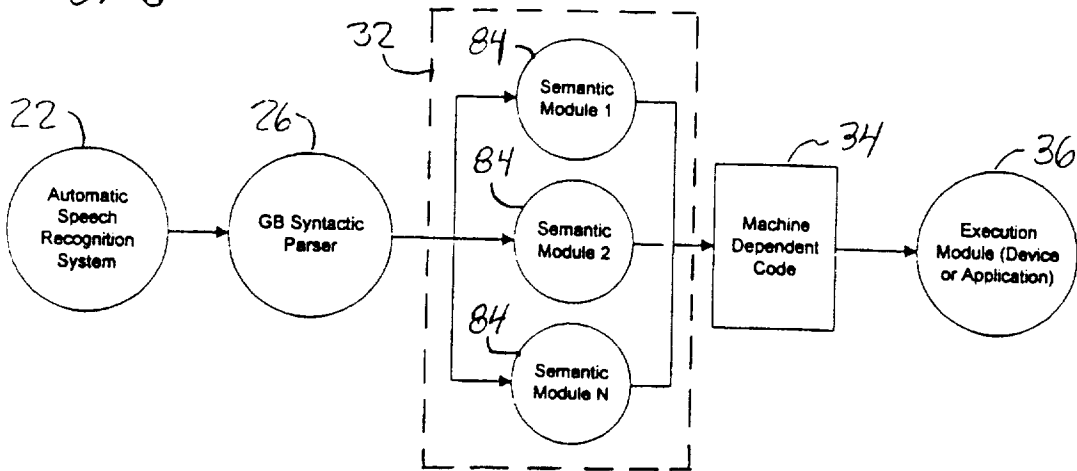 32
84
Semantic
Module 1
22
26
84
34
36
Automatic
Speech
Recognition
System
GB Syntactic
Parser
Semantic
Module 2
Machine
Dependent
Code
Execution
Module (Device
or Application)
84
Semantic
Module N